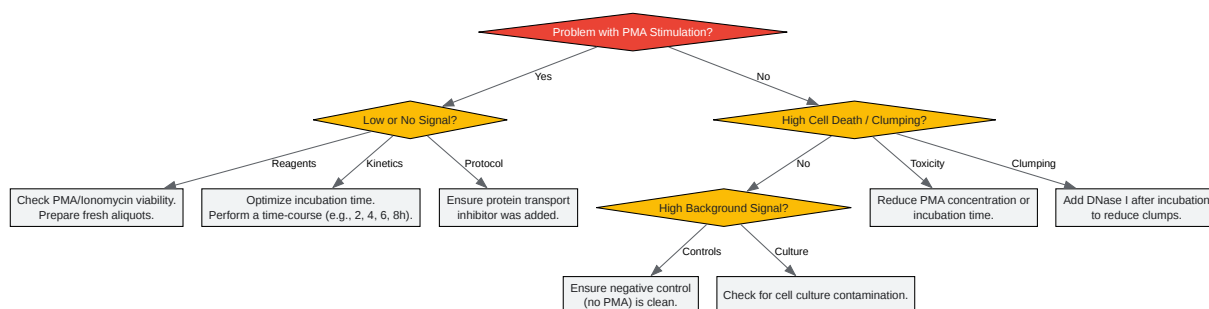 Problem with PMA Stimulation?
Yes
No
Low or No Signal?
High Cell Death / Clumping?
Reagents
Kinetics
Protocol
No
Toxicity
Clumping
Check PMA/Ionomycin viability.
Prepare fresh aliquots.
Optimize incubation time.
Perform a time-course (e.g., 2, 4, 6, 8h).
Ensure protein transport
inhibitor was added.
High Background Signal?
Reduce PMA concentration or
incubation time.
Add DNase I after incubation
to reduce clumps.
Controls
Culture
Ensure negative control
(no PMA) is clean.
Check for cell culture contamination.